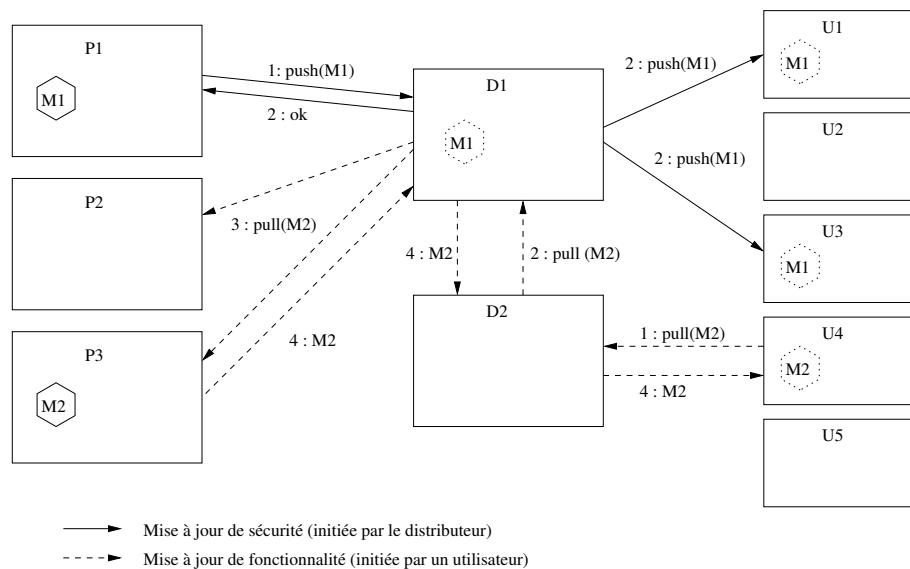 P1
M1
1: push(M1)
2 : ok
D1
M1
2 : push(M1)
U1
M1
U2
2 : push(M1)
U3
M1
P2
3 : pull(M2)
4 : M2
2 : pull (M2)
P3
M2
4 : M2
D2
1 : pull(M2)
4 : M2
U4
M2
U5
Mise à jour de sécurité (initiée par le distributeur)
Mise à jour de fonctionnalité (initiée par un utilisateur)